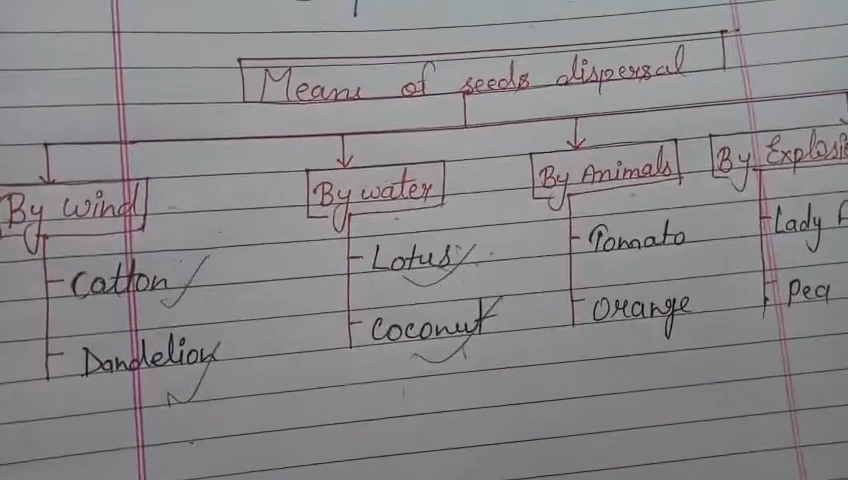 Means of seeds dispersal
By wind
Cotton
Dandelion
By water
Lotus
Coconut
By Animals
Tomato
Orange
By Explosi
Lady
Pea